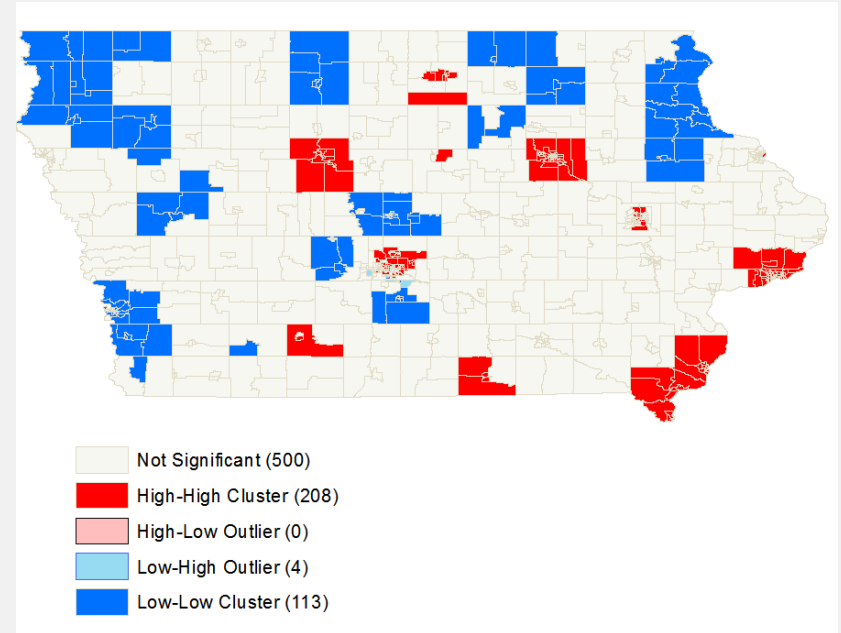 Not Significant (500)
High-High Cluster (208)
High-Low Outlier (0)
Low-High Outlier (4)
Low-Low Cluster (113)